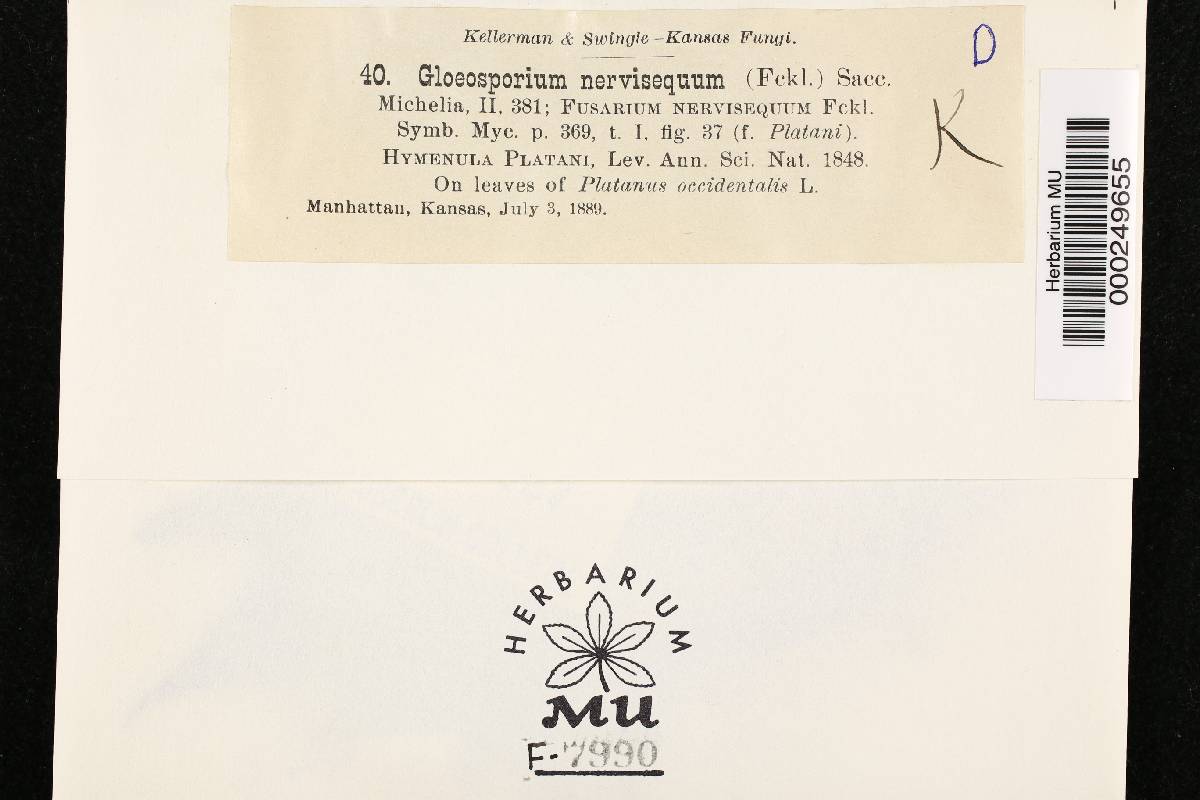 Kellerman & Swingle – Kansas Fungi.
D
40. Gloeosporium nervisequum (Fckl.) Sacc.
Michelia, II, 381; FUSARIUM NERVISEQUUM Fckl.
Symb. Myc. p. 369, t. I, fig. 37 (f. Platani).
HYMENULA PLATANI, Lev. Ann. Sci. Nat. 1848.
On leaves of Platanus occidentalis L.
Manhattan, Kansas, July 3, 1889.
K
Herbarium MU
000249655
HERBARIUM
MU
F-7990